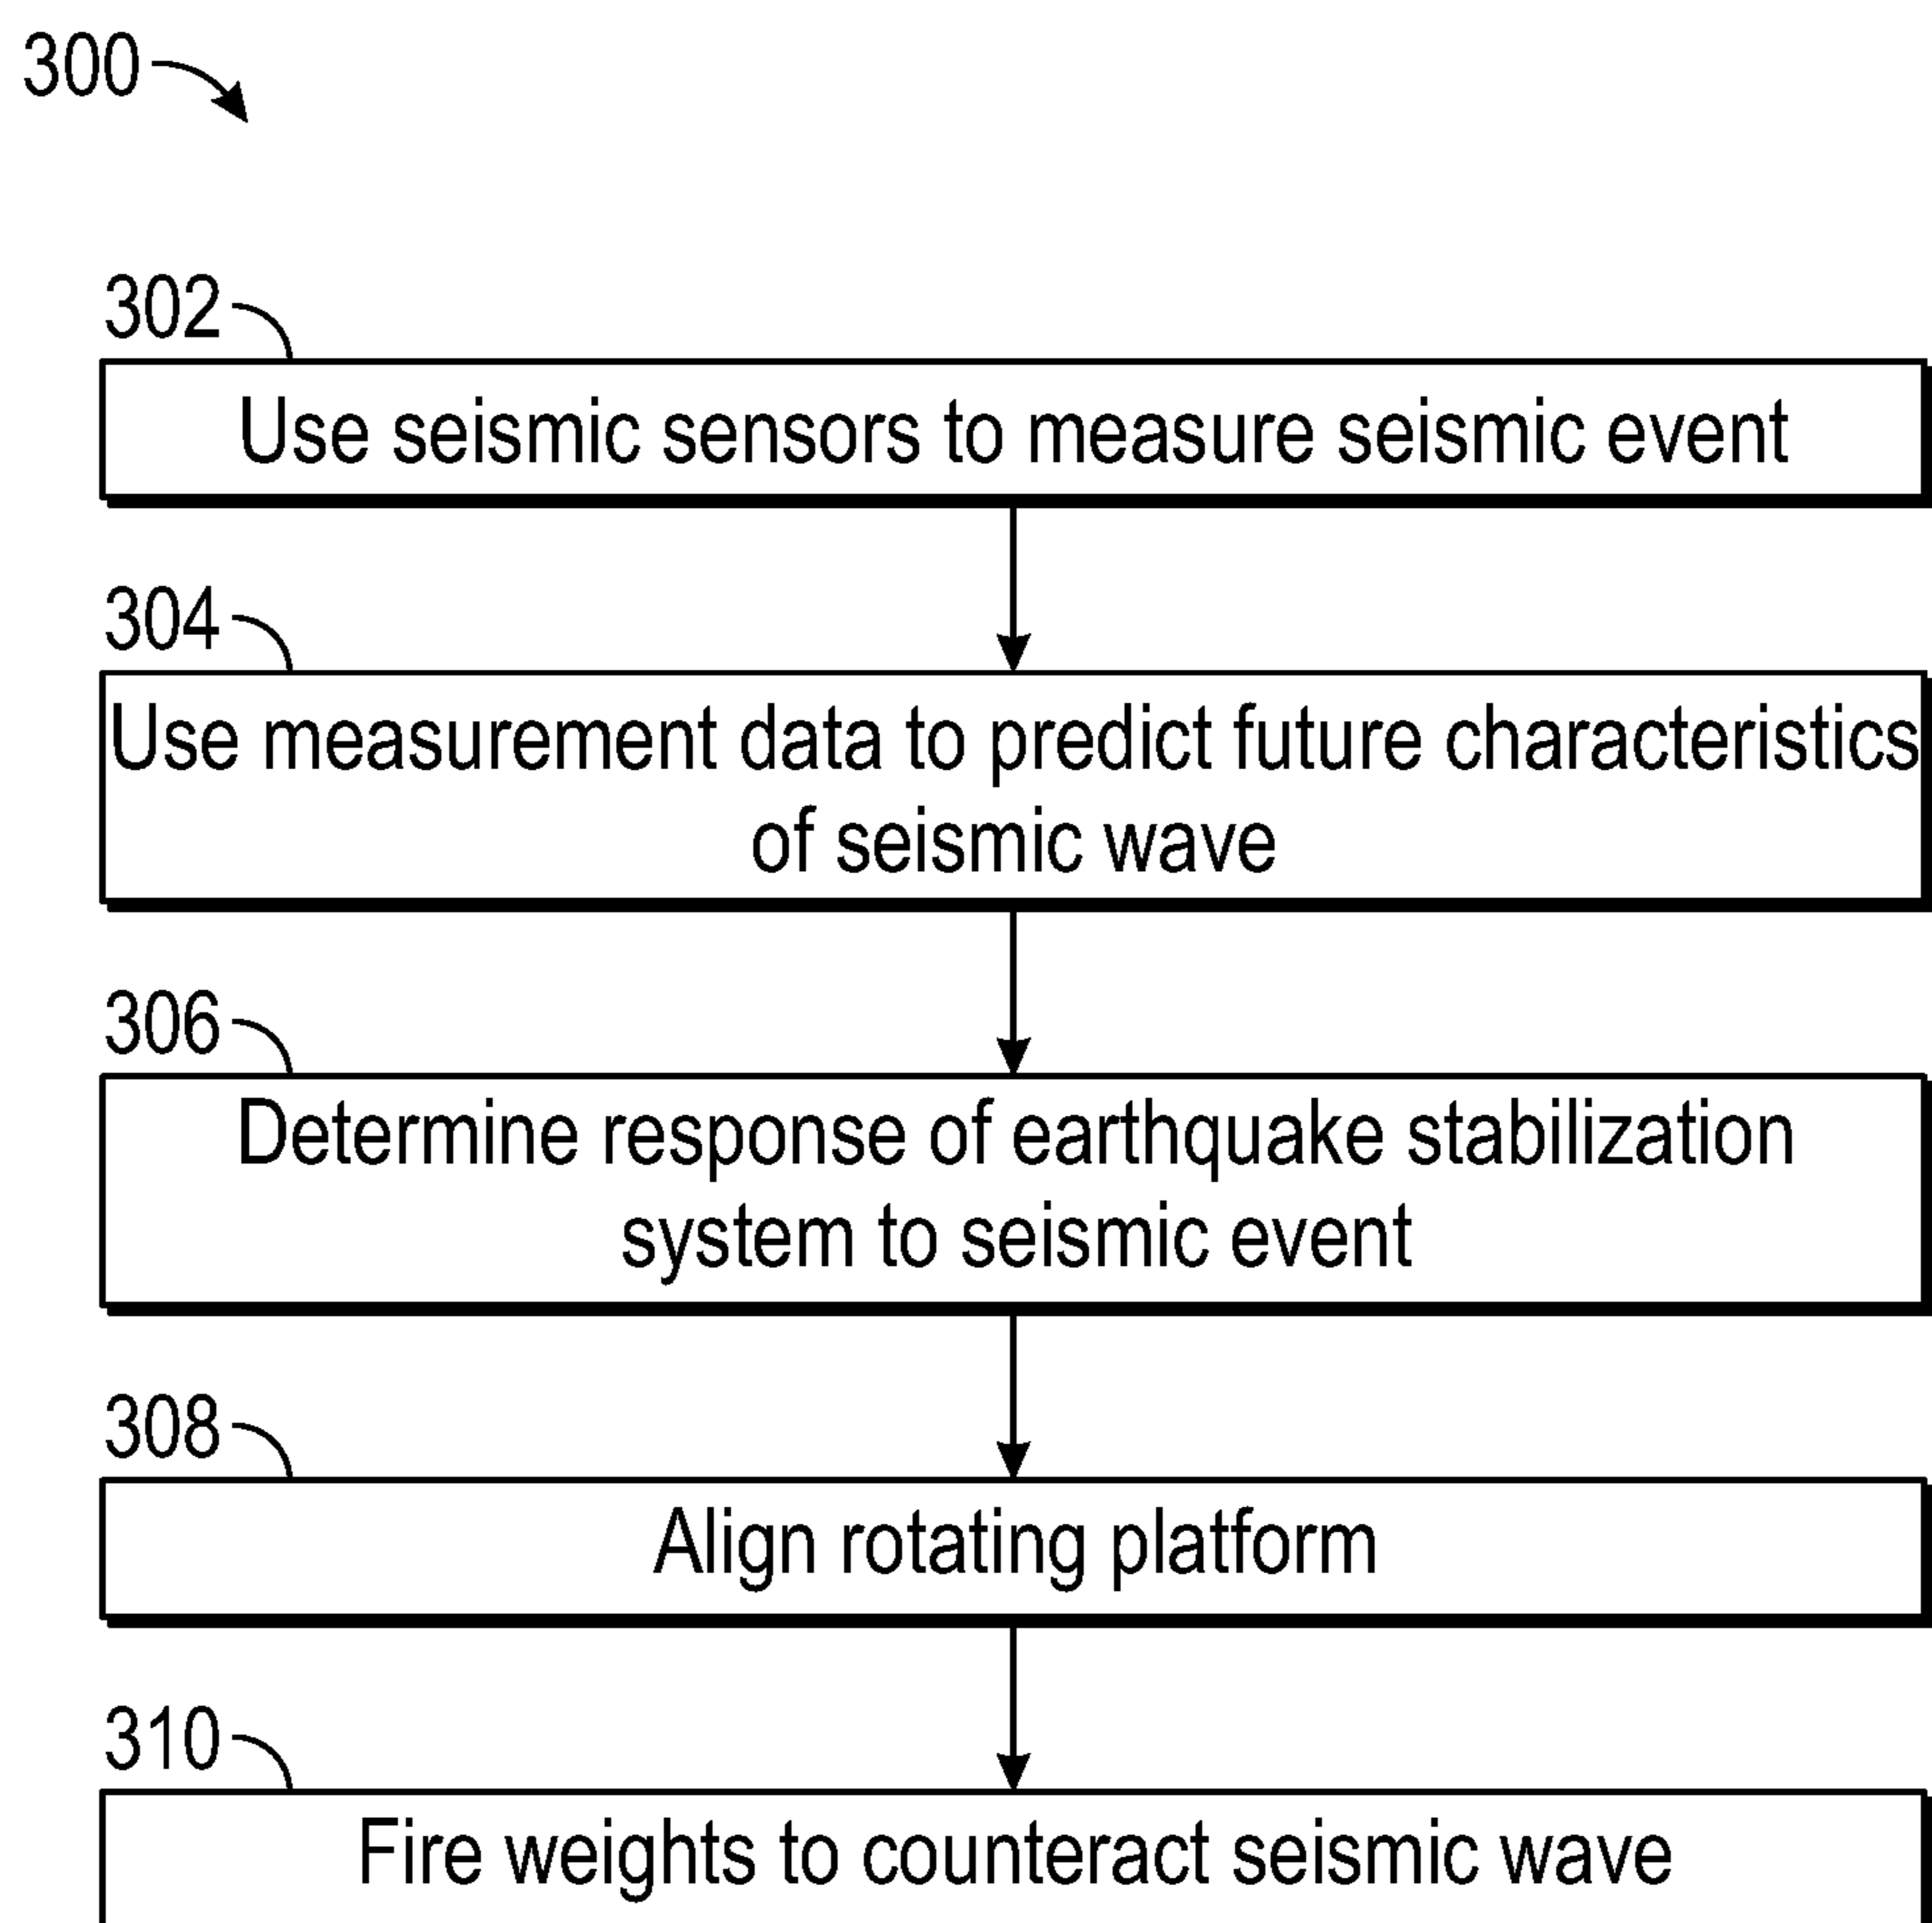 300
302
Use seismic sensors to measure seismic event
304
Use measurement data to predict future characteristics
of seismic wave
306
Determine response of earthquake stabilization
system to seismic event
308
Align rotating platform
310
Fire weights to counteract seismic wave